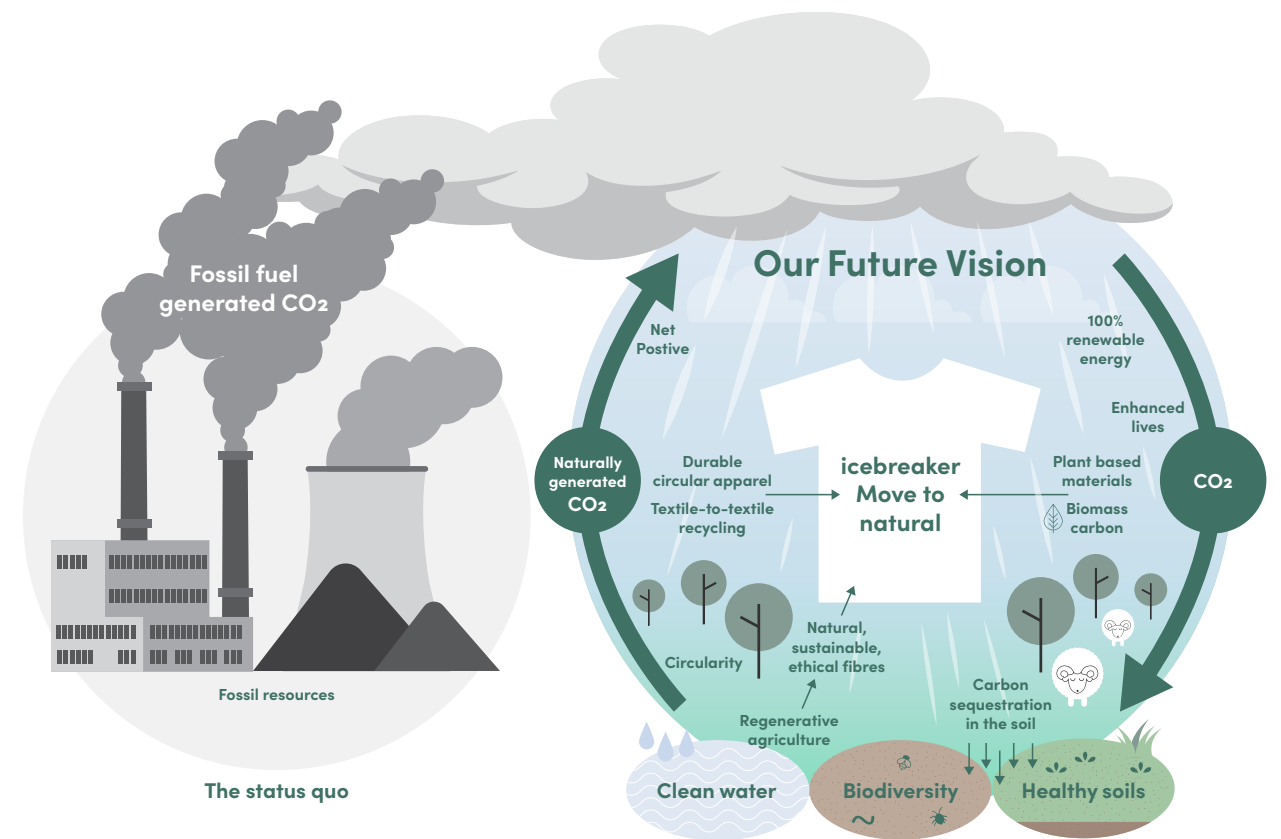 Fossil fuel
generated CO2
Fossil resources
The status quo
Our Future Vision
Net
Postive
100%
renewable
energy
Enhanced
lives
Naturally
generated
CO2
Durable
circular apparel
Textile-to-textile
recycling
icebreaker
Move to
natural
Plant based
materials
Biomass
carbon
CO2
Circularity
Natural,
sustainable,
ethical fibres
Regenerative
agriculture
Carbon
sequestration
in the soil
Clean water
Biodiversity
Healthy soils